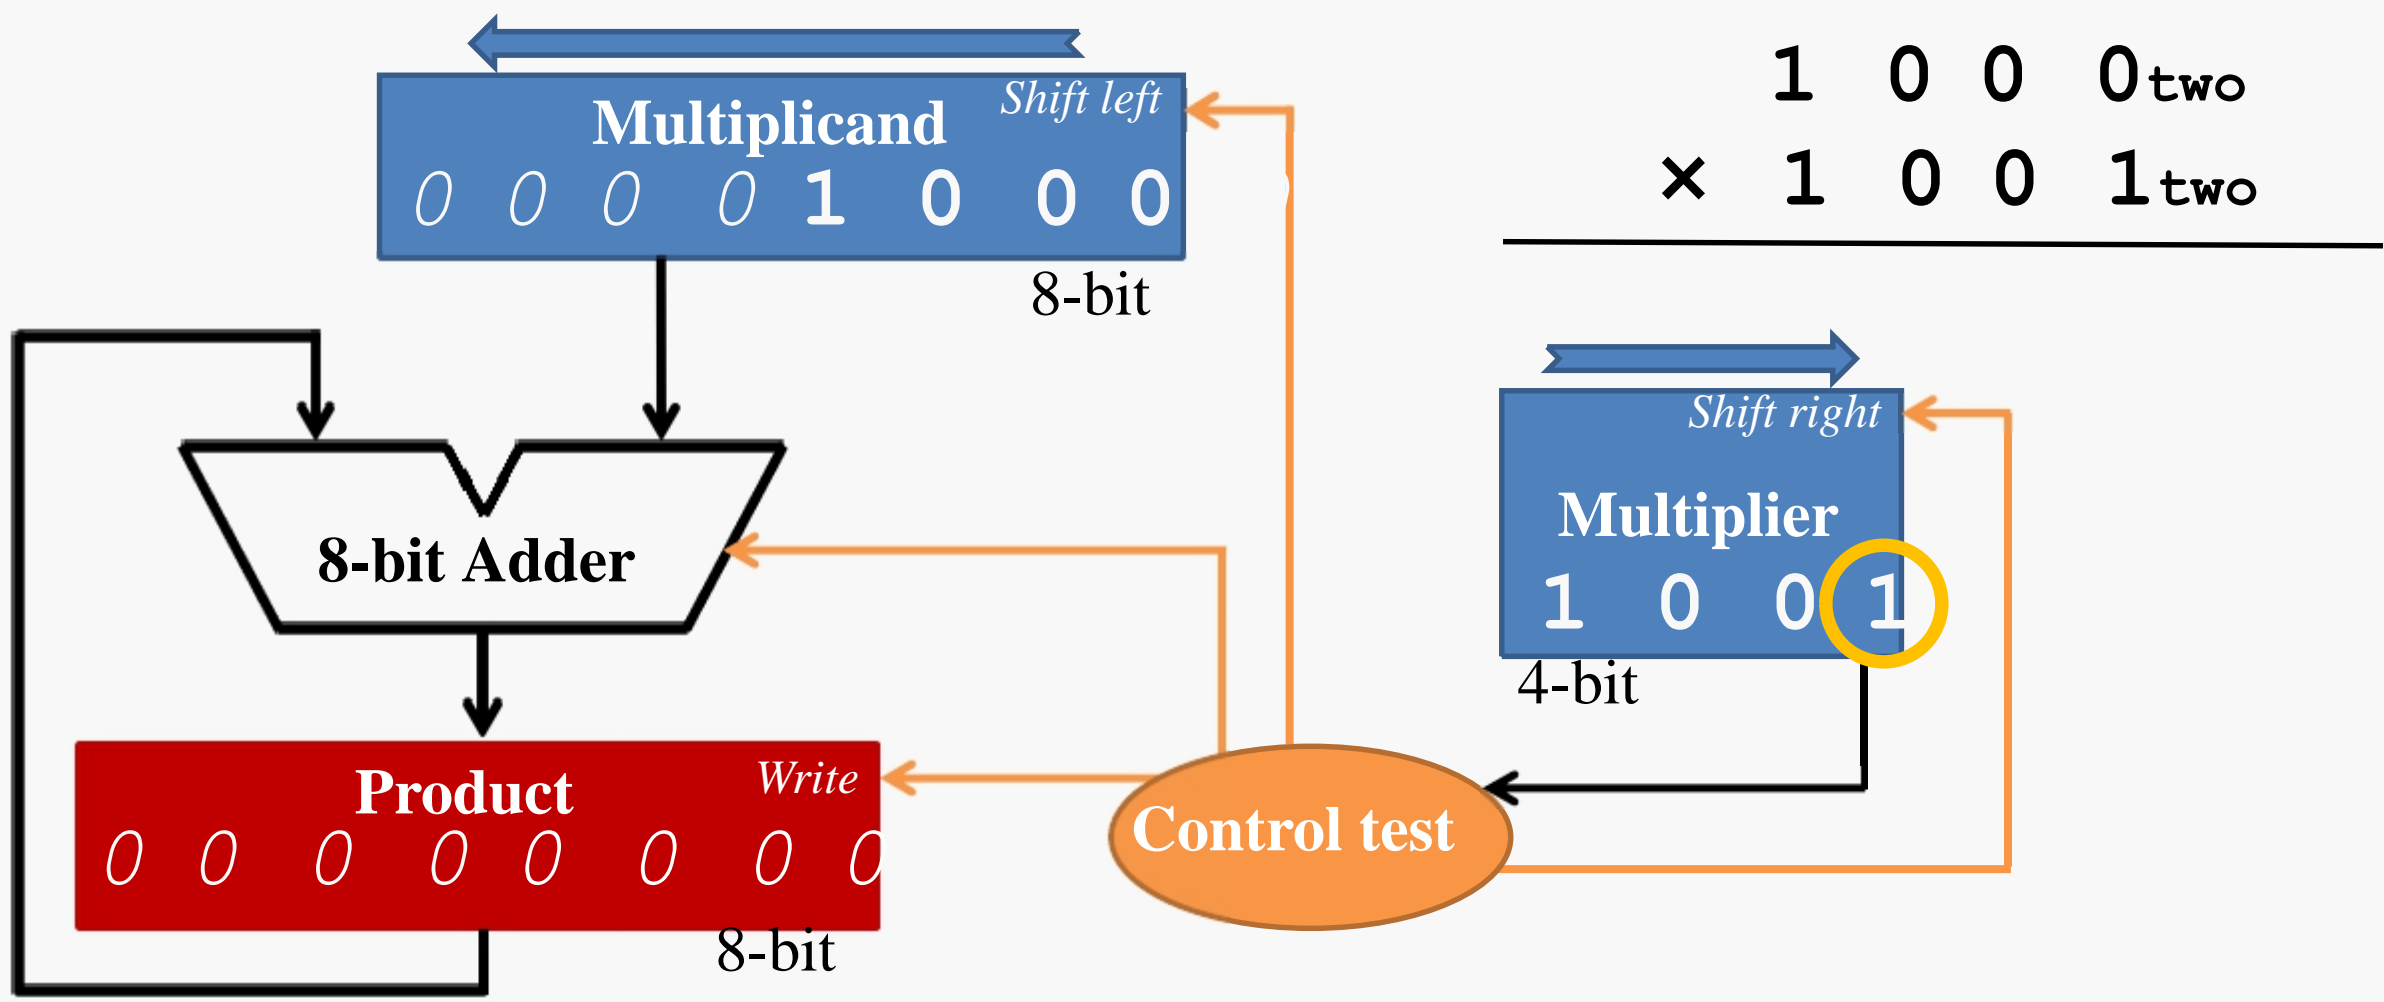 Shift left
Multiplicand
0 0 0 0 1 0 0 0
8-bit
1 0 0 0two
× 1 0 0 1two
Shift right
Multiplier
1 0 0 1
4-bit
8-bit Adder
Product
Write
0 0 0 0 0 0 0 0
8-bit
Control test